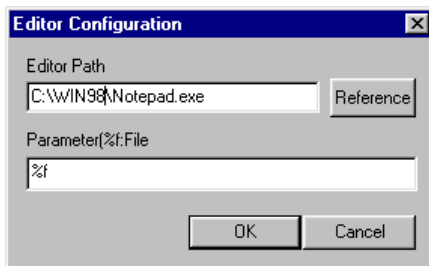 Editor Configuration
Editor Path
C:\WIN98\Notepad.exe
Reference
Parameter(%f:File
%f
OK
Cancel